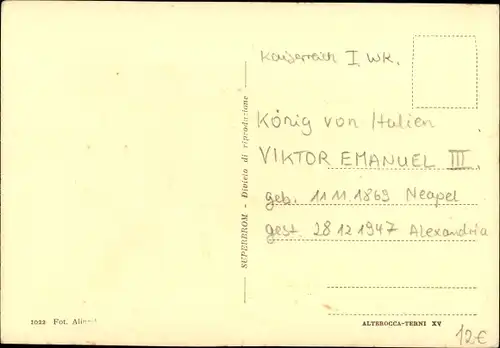 Kaiserreich I WK.
König von Italien
VIKTOR EMANUEL III.
geb. 11 11. 1869 Neapel
gest. 28 12 1947 Alexandria
SUPERBROM - Divieto di riproduzione
1022 Fot.
ALTEROCCA-TERNI XV
12€